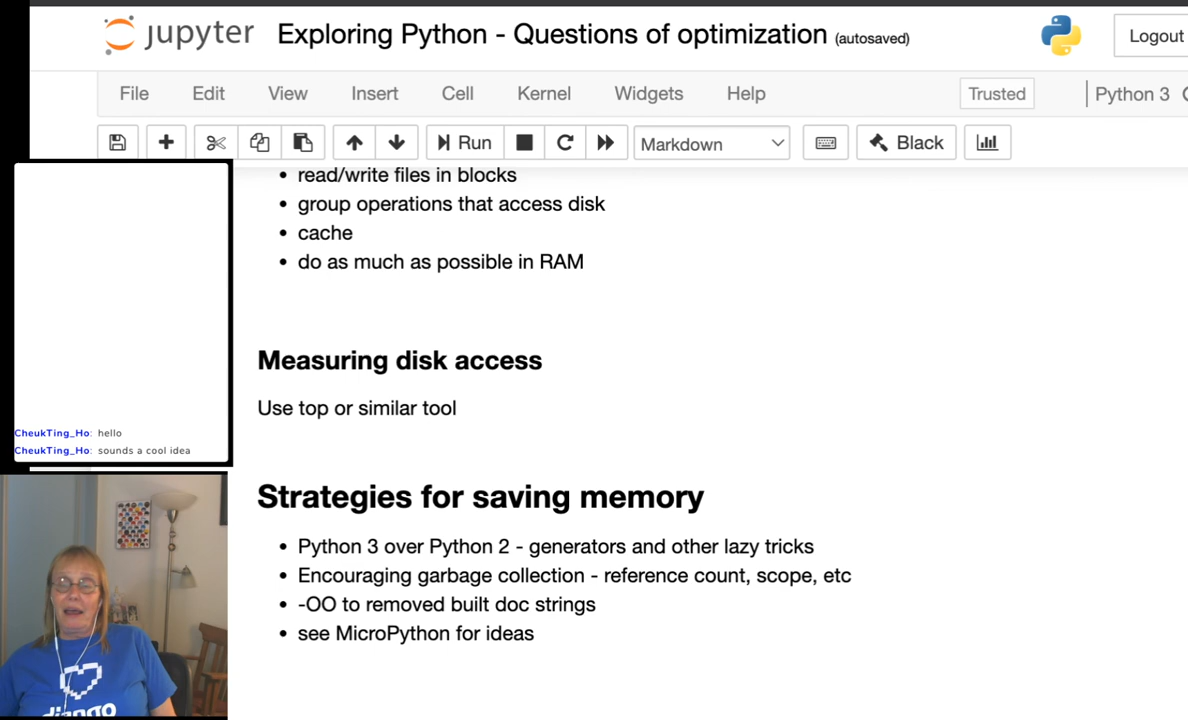 jupyter Exploring Python - Questions of optimization (autosaved)
Logout
File Edit View Insert Cell Kernel Widgets Help
Trusted
Python 3
Run
Markdown
Black
• read/write files in blocks
• group operations that access disk
• cache
• do as much as possible in RAM
Measuring disk access
Use top or similar tool
CheukTing_Ho: hello
CheukTing_Ho: sounds a cool idea
Strategies for saving memory
• Python 3 over Python 2 - generators and other lazy tricks
• Encouraging garbage collection - reference count, scope, etc
• -OO to removed built doc strings
• see MicroPython for ideas
django